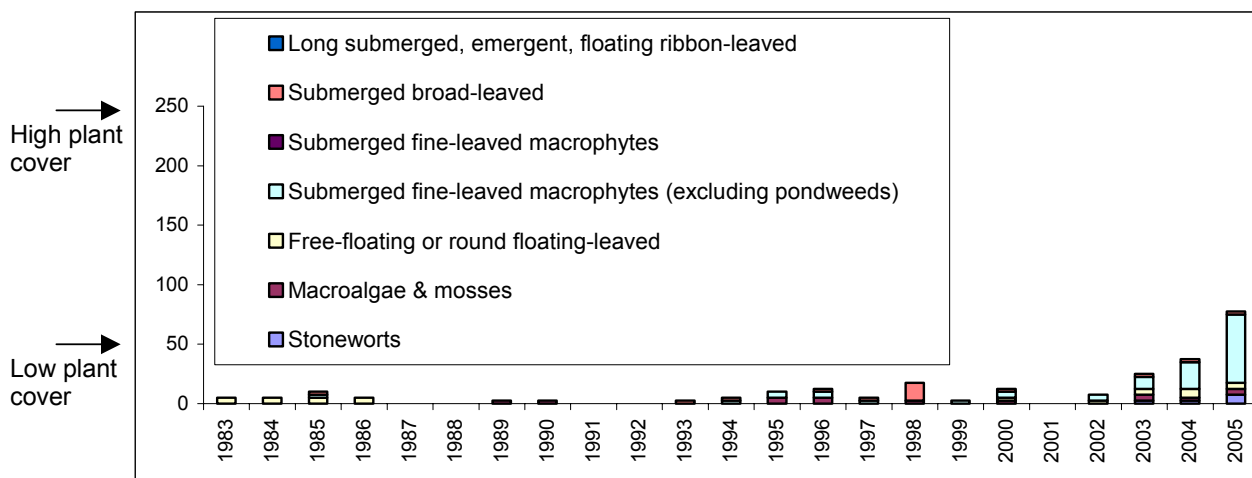 High plant
cover
Low plant
cover
250
200
150
100
50
0
Long submerged, emergent, floating ribbon-leaved
Submerged broad-leaved
Submerged fine-leaved macrophytes
Submerged fine-leaved macrophytes (excluding pondweeds)
Free-floating or round floating-leaved
Macroalgae & mosses
Stoneworts
1983
1984
1985
1986
1987
1988
1989
1990
1991
1992
1993
1994
1995
1996
1997
1998
1999
2000
2001
2002
2003
2004
2005